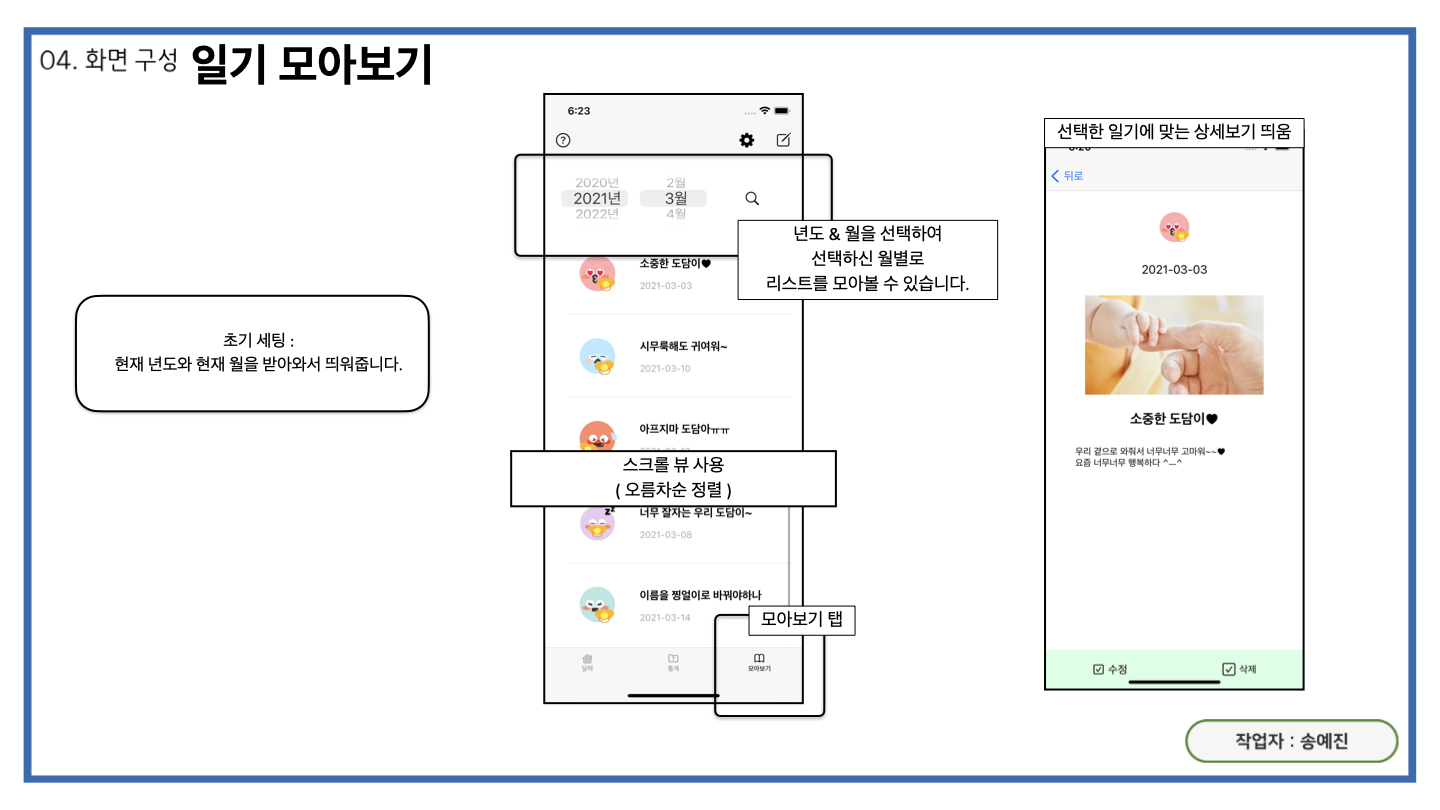 04. 화면 구성 일기 모아보기
초기 세팅 :
현재 년도와 현재 월을 받아와서 띄워줍니다.
6:23
2020년 2월
2021년 3월
2022년 4월
년도 & 월을 선택하여
선택하신 월별로
리스트를 모아볼 수 있습니다.
소중한 도담이♥
2021-03-03
시무룩해도 귀여워~
2021-03-10
아프지마 도담아ㅠㅠ
스크롤 뷰 사용
( 오름차순 정렬 )
너무 잘자는 우리 도담이~
2021-03-08
이름을 찡얼이로 바꿔야하나
2021-03-14
모아보기 탭
달력 통계 모아보기
선택한 일기에 맞는 상세보기 띄움
뒤로
2021-03-03
소중한 도담이♥
우리 곁으로 와줘서 너무너무 고마워~~♥
요즘 너무너무 행복하다 ^__^
수정 삭제
작업자 : 송예진